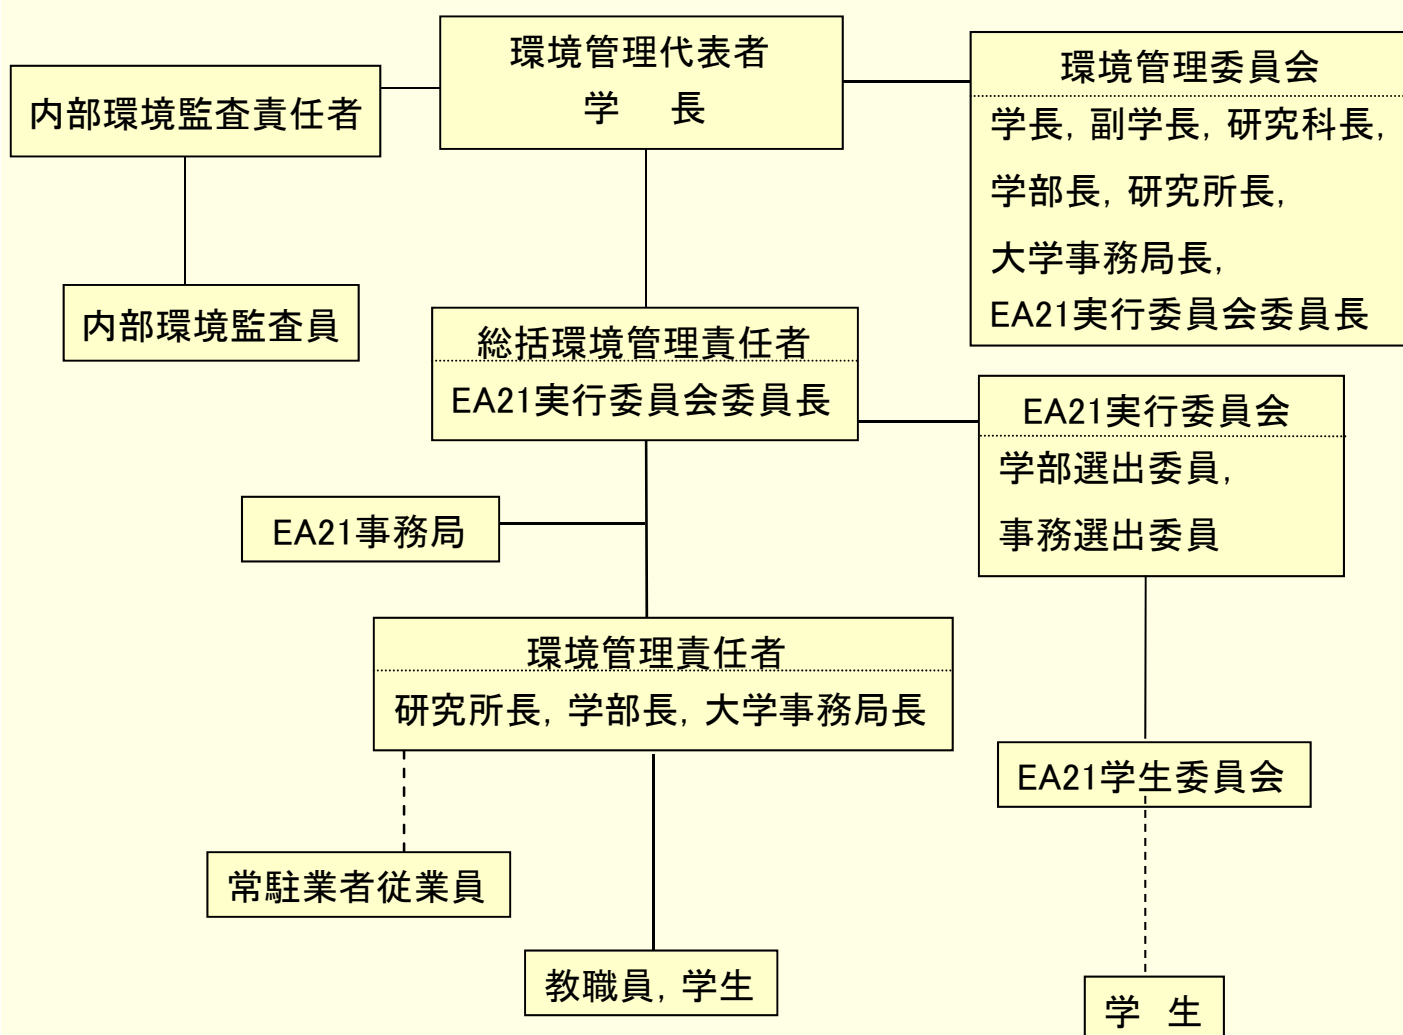 環境管理代表者
学 長
内部環境監査責任者
内部環境監査員
環境管理委員会
学長, 副学長, 研究科長,
学部長, 研究所長,
大学事務局長,
EA21実行委員会委員長
総括環境管理責任者
EA21実行委員会委員長
EA21実行委員会
学部選出委員,
事務選出委員
EA21事務局
環境管理責任者
研究所長, 学部長, 大学事務局長
EA21学生委員会
常駐業者従業員
教職員, 学生
学 生